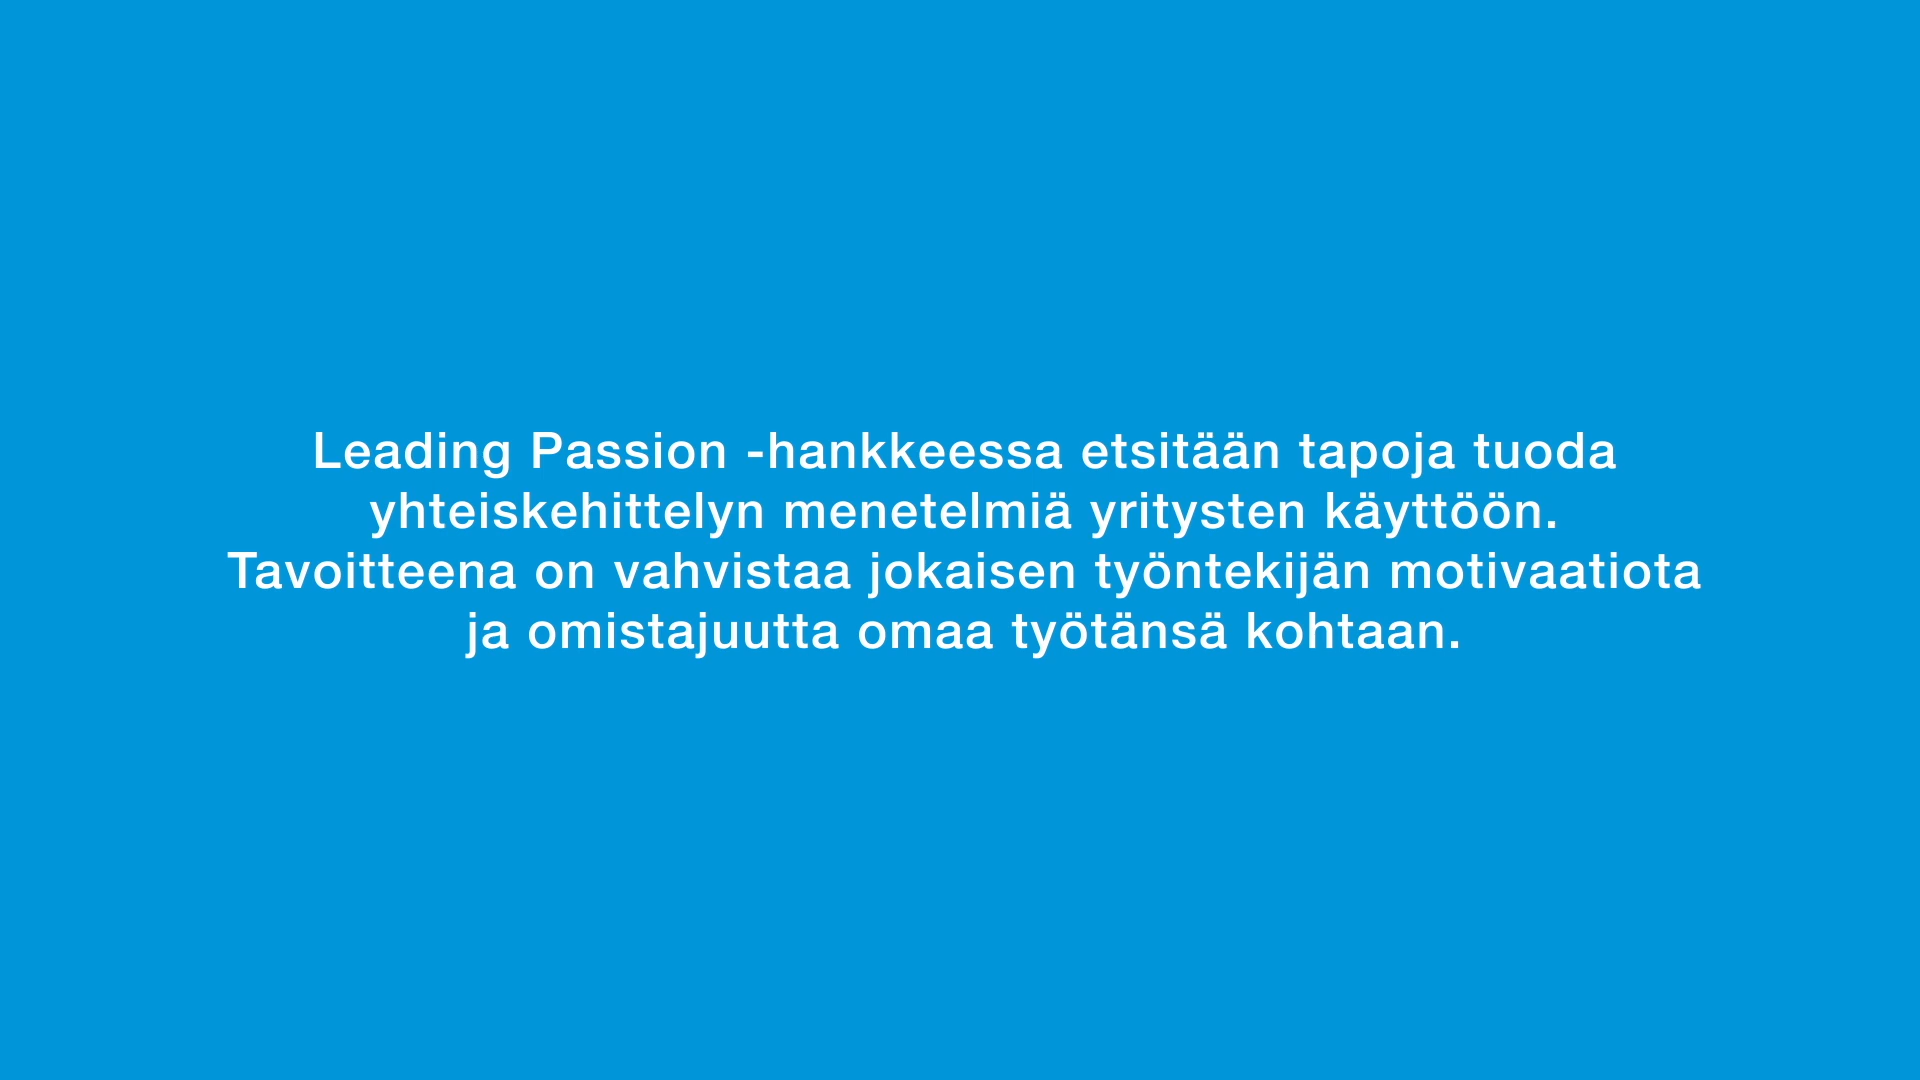 Leading Passion -hankkeessa etsitään tapoja tuoda
yhteiskehittelyn menetelmiä yritysten käyttöön.
Tavoitteena on vahvistaa jokaisen työntekijän motivaatiota
ja omistajuutta omaa työtänsä kohtaan.